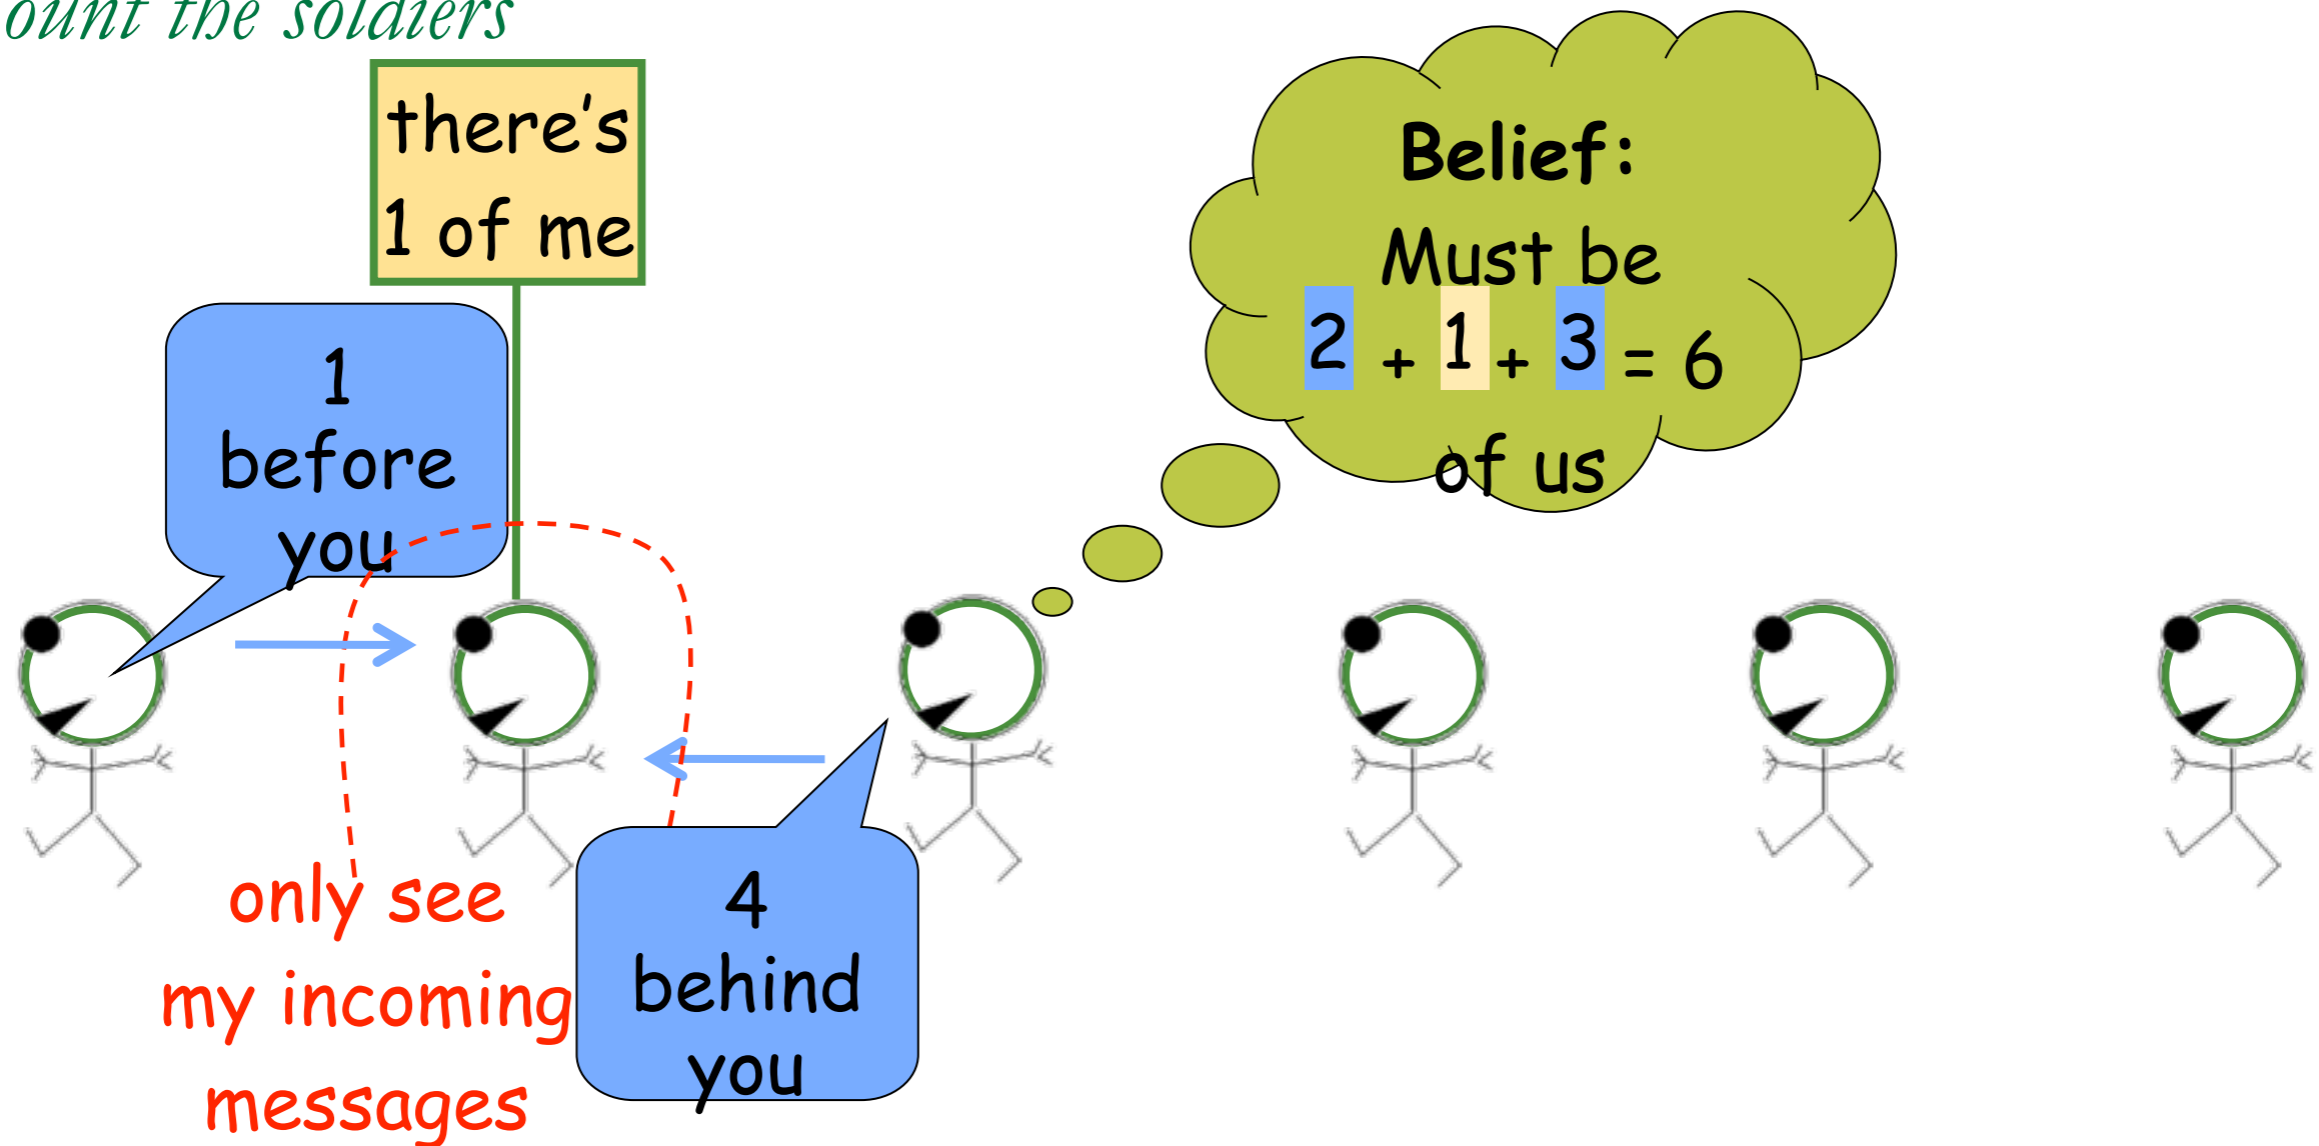 ount the soldiers
there's
1 of me
1
before
you
Belief:
Must be
2 + 1 + 3 = 6
of us
only see
my incoming
messages
4
behind
you